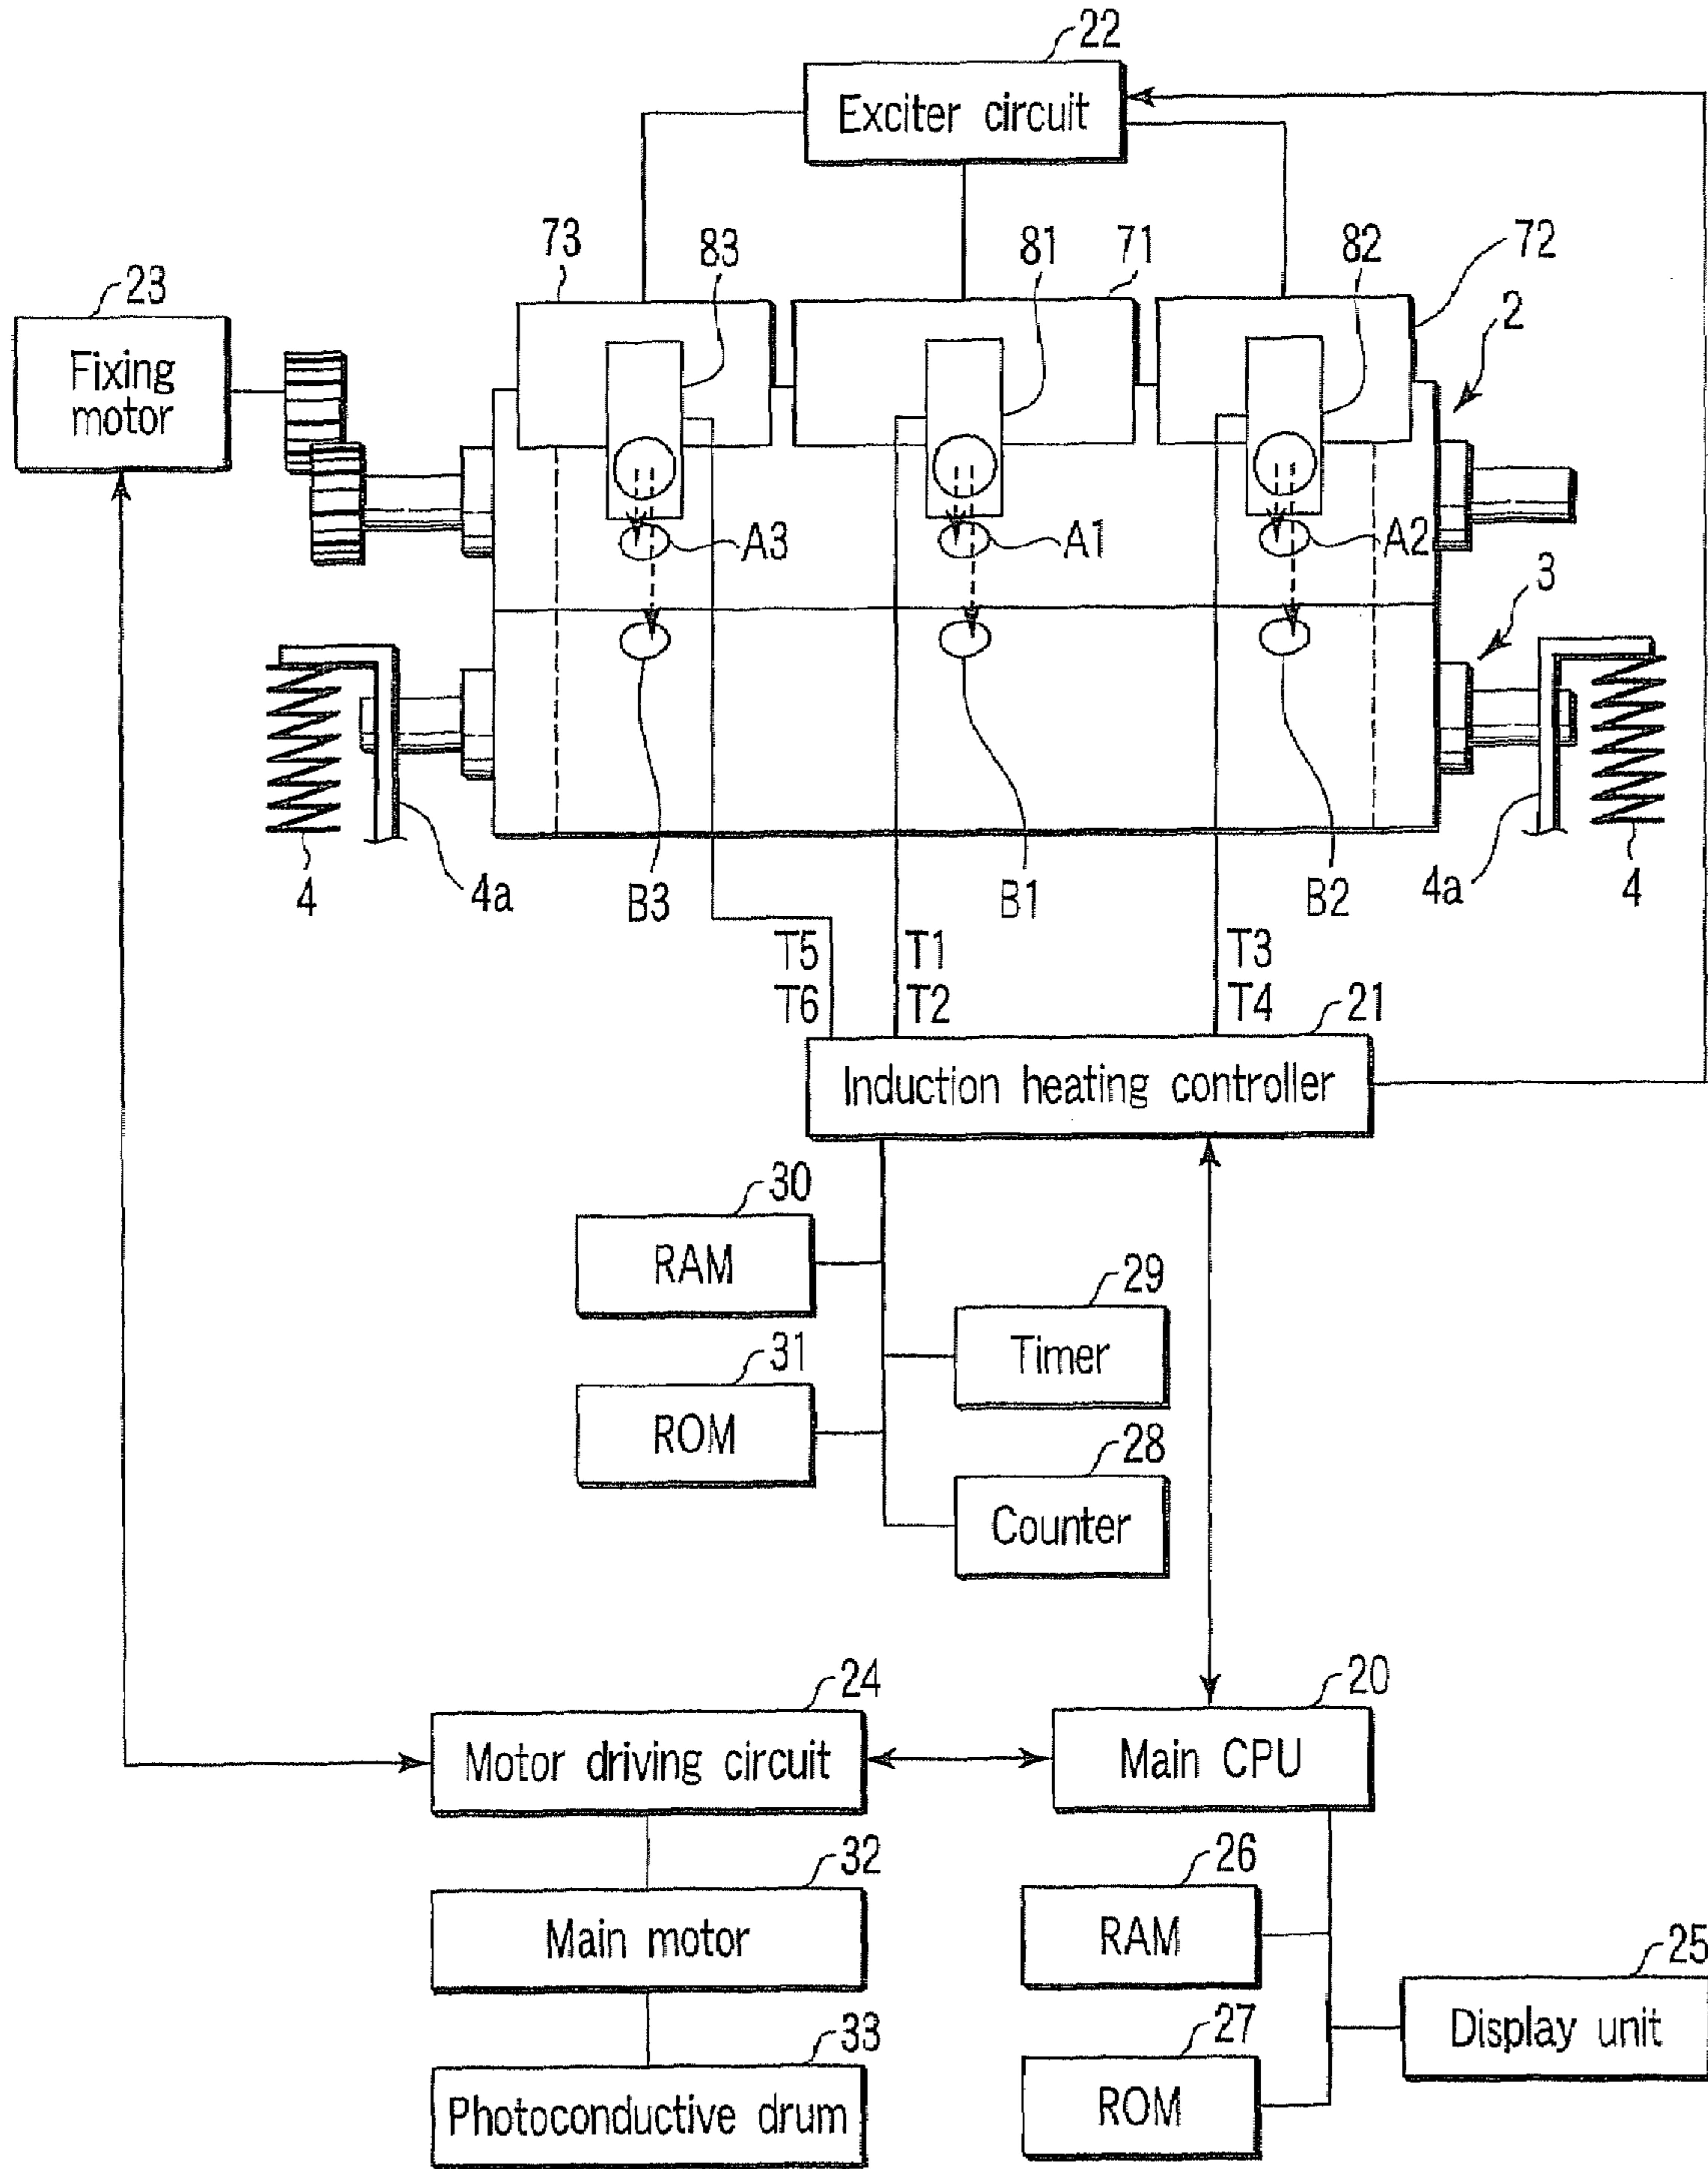 22
Exciter circuit
73
83
81
71
82
72
2
23
Fixing
motor
A3
A1
A2
3
4
4a
B3
B1
B2
4a
4
T5
T6
T1
T2
T3
T4
21
Induction heating controller
30
RAM
29
Timer
31
ROM
28
Counter
24
Motor driving circuit
20
Main CPU
32
Main motor
26
RAM
25
Display unit
33
Photoconductive drum
27
ROM